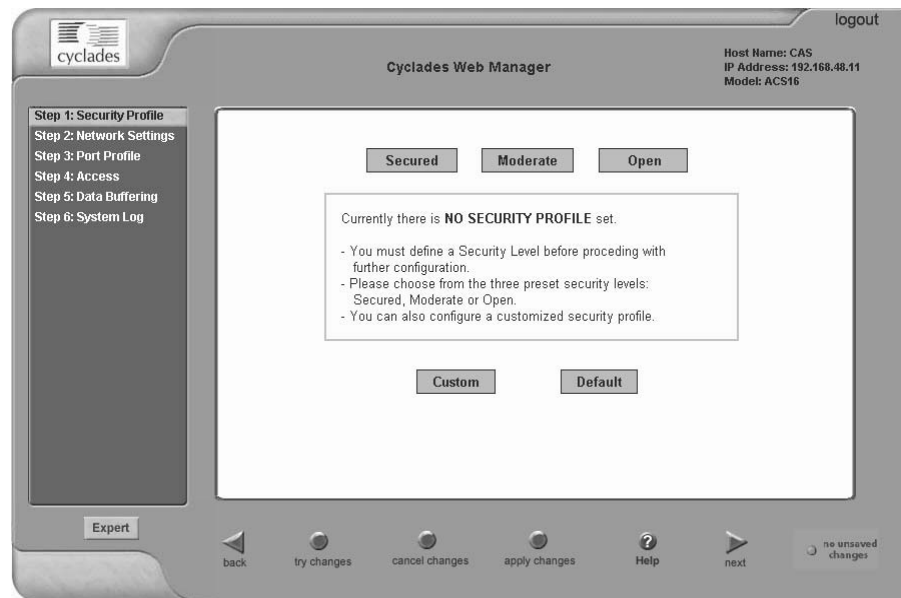 logout
cyclades
Cyclades Web Manager
Host Name: CAS
IP Address: 192.168.48.11
Model: ACS16
Step 1: Security Profile
Step 2: Network Settings
Step 3: Port Profile
Step 4: Access
Step 5: Data Buffering
Step 6: System Log
Secured Moderate Open
Currently there is NO SECURITY PROFILE set.
- You must define a Security Level before proceding with
further configuration.
- Please choose from the three preset security levels:
Secured, Moderate or Open.
- You can also configure a customized security profile.
Custom Default
Expert
back try changes cancel changes apply changes Help next
no unsaved
changes